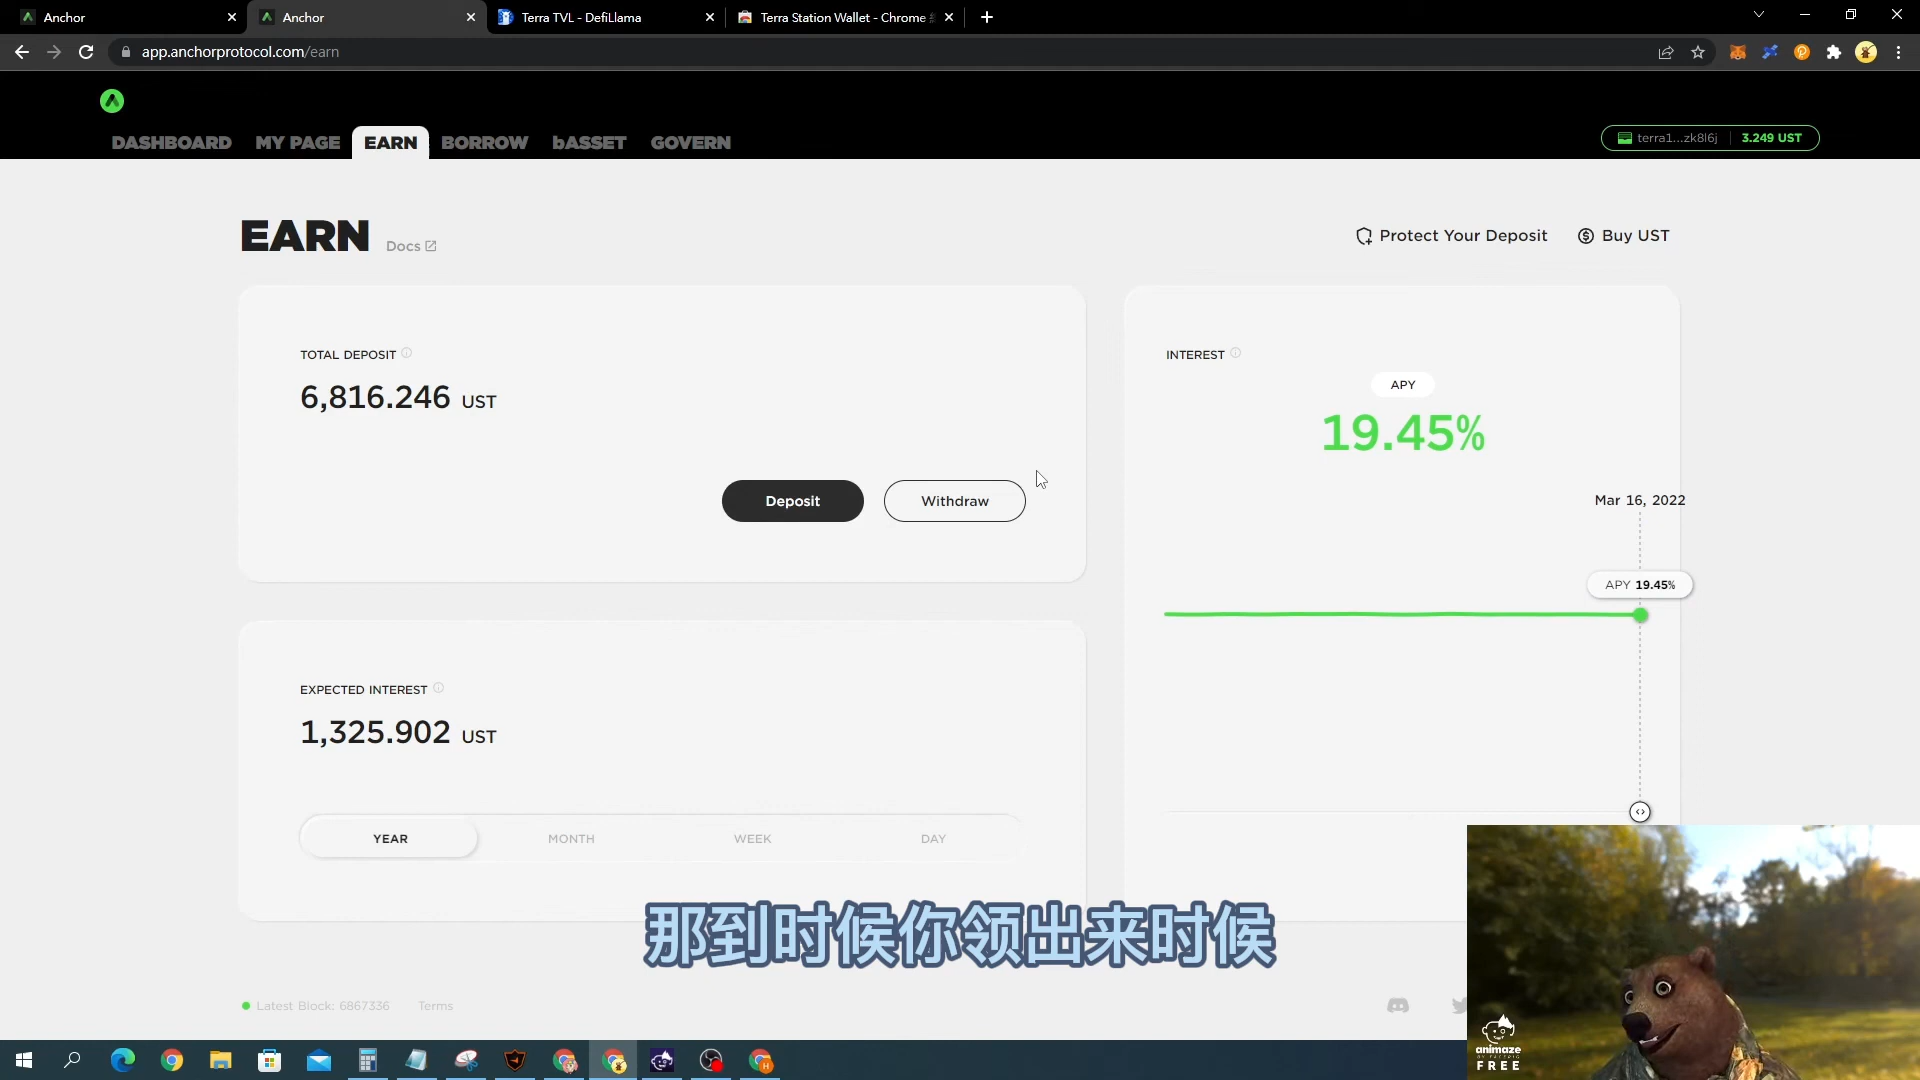 Anchor
Anchor
Terra TVL - DefiLlama
Terra Station Wallet - Chrome
app.anchorprotocol.com/earn
DASHBOARD
MY PAGE
EARN
BORROW
bASSET
GOVERN
terra1...zk8l6j
3.249 UST
EARN
Docs
Protect Your Deposit
Buy UST
TOTAL DEPOSIT
6,816.246 UST
Deposit
Withdraw
INTEREST
APY
19.45%
Mar 16, 2022
APY 19.45%
EXPECTED INTEREST
1,325.902 UST
YEAR
MONTH
WEEK
DAY
那到时候你领出来时候
Latest Block: 6867336
Terms
animaze
BY FACERIG
FREE